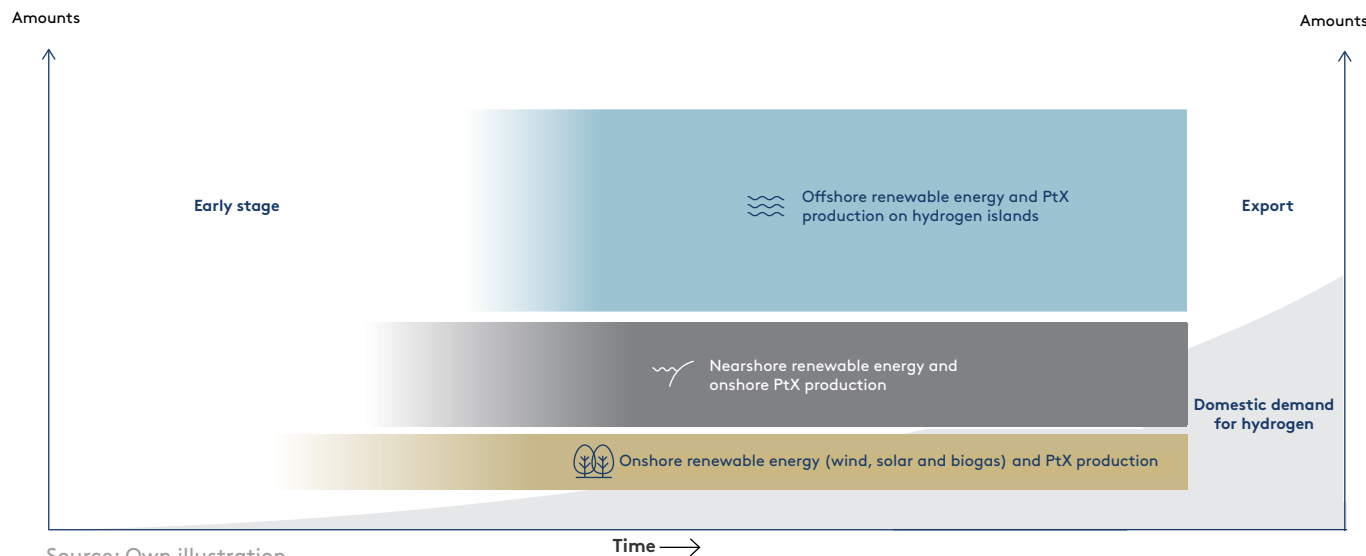 Amounts
Amounts
Early stage
Offshore renewable energy and PtX
production on hydrogen islands
Export
Nearshore renewable energy and
onshore PtX production
Domestic demand
for hydrogen
Onshore renewable energy (wind, solar and biogas) and PtX production
Time
Source: Own illustration